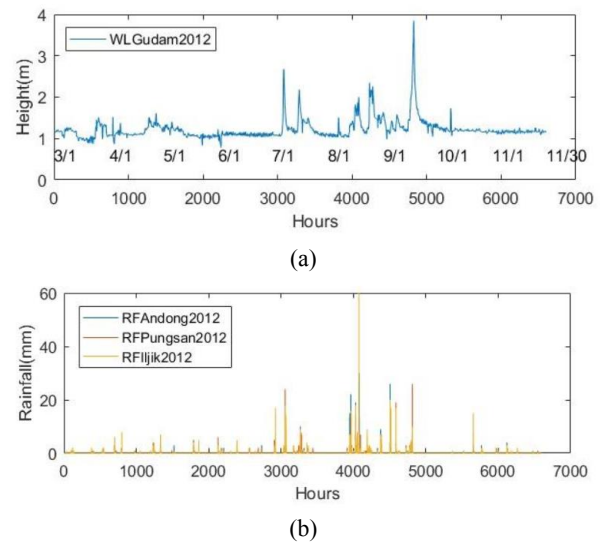 4
3
2
1
0
Height(m)
WLGudam2012
3/1 4/1 5/1 6/1 7/1 8/1 9/1 10/1 11/1 11/30
0 1000 2000 3000 4000 5000 6000 7000
Hours
(a)
60
40
20
0
Rainfall(mm)
RFAndong2012
RFPungsan2012
RFIljik2012
0 1000 2000 3000 4000 5000 6000 7000
Hours
(b)